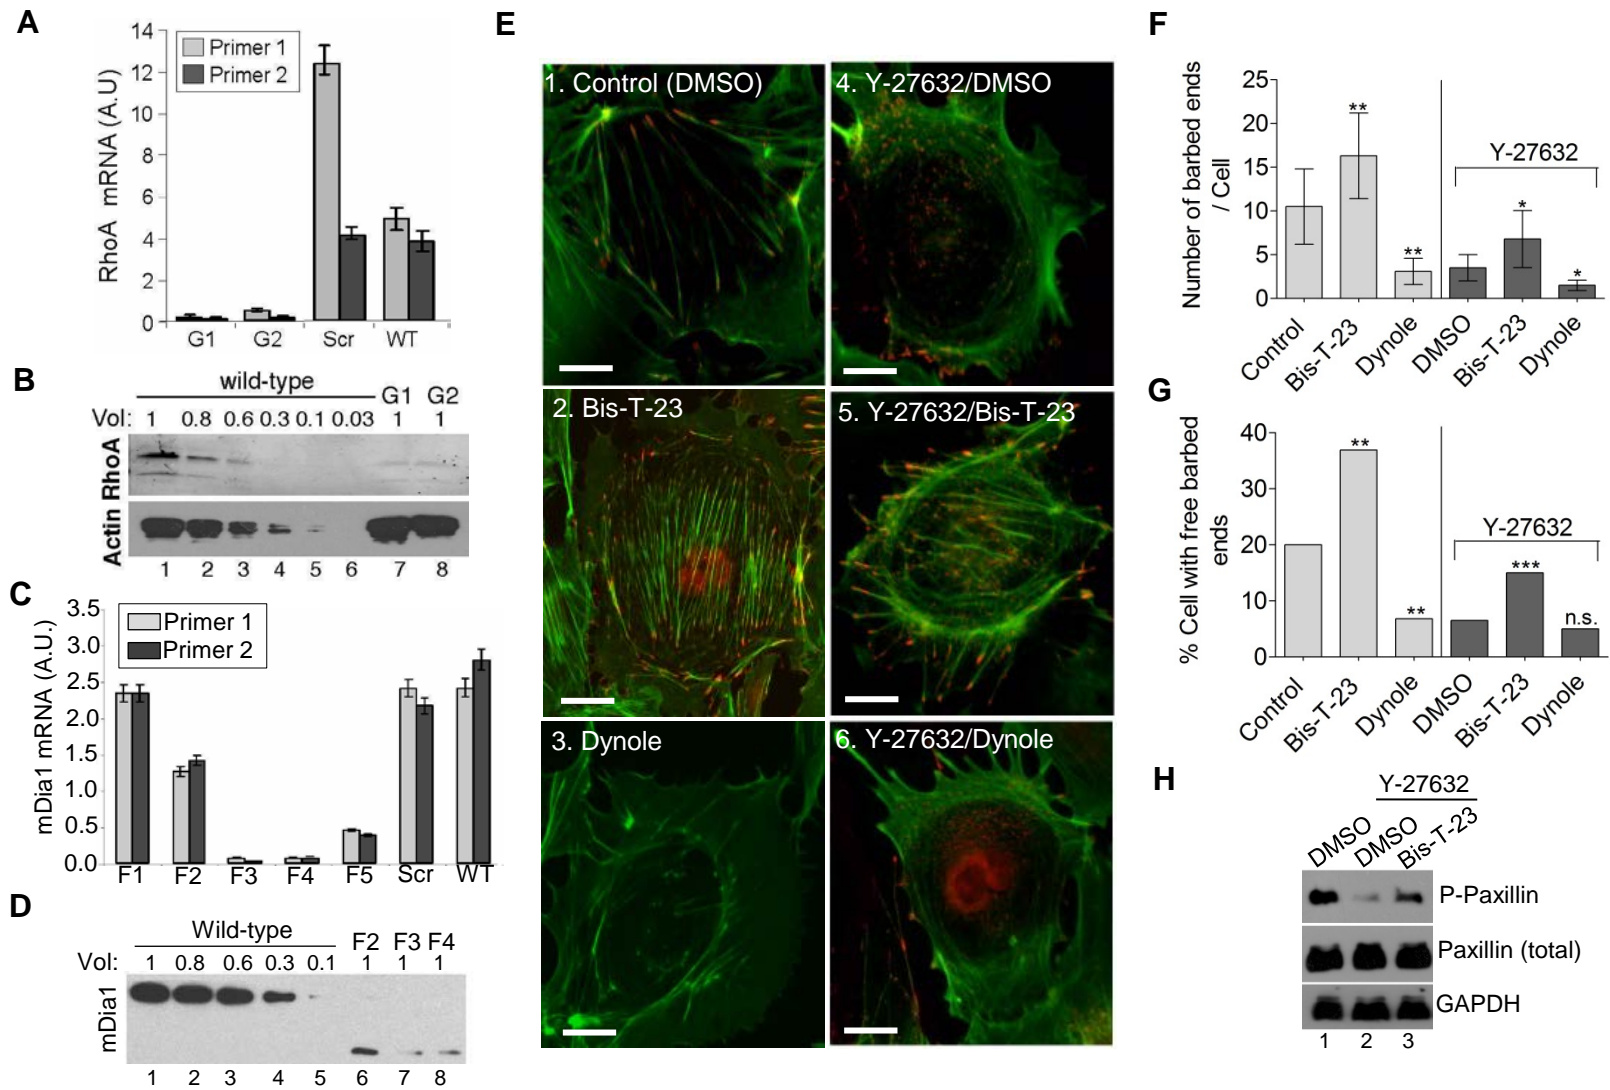 A
14
12
10
8
6
4
2
0
RhoA mRNA (A.U)
Primer 1
Primer 2
G1 G2 Scr WT
B
wild-type
G1 G2
Vol: 1 0.8 0.6 0.3 0.1 0.03 1 1
RhoA
Actin
1 2 3 4 5 6 7 8
C
3.5
3.0
2.5
2.0
1.5
1.0
0.5
0.0
mDia1 mRNA (A.U.)
Primer 1
Primer 2
F1 F2 F3 F4 F5 Scr WT
D
Wild-type
F2 F3 F4
Vol: 1 0.8 0.6 0.3 0.1 1 1 1
mDia1
1 2 3 4 5 6 7 8
E
1. Control (DMSO)
4. Y-27632/DMSO
2. Bis-T-23
5. Y-27632/Bis-T-23
3. Dynole
6. Y-27632/Dynole
F
Number of barbed ends
/ Cell
25
20
15
10
5
0
**
**
Y-27632
*
*
Control Bis-T-23 Dynole DMSO Bis-T-23 Dynole
G
% Cell with free barbed
ends
40
30
20
10
0
**
**
Y-27632
***
n.s.
Control Bis-T-23 Dynole DMSO Bis-T-23 Dynole
H
Y-27632
DMSO DMSO Bis-T-23
P-Paxillin
Paxillin (total)
GAPDH
1 2 3